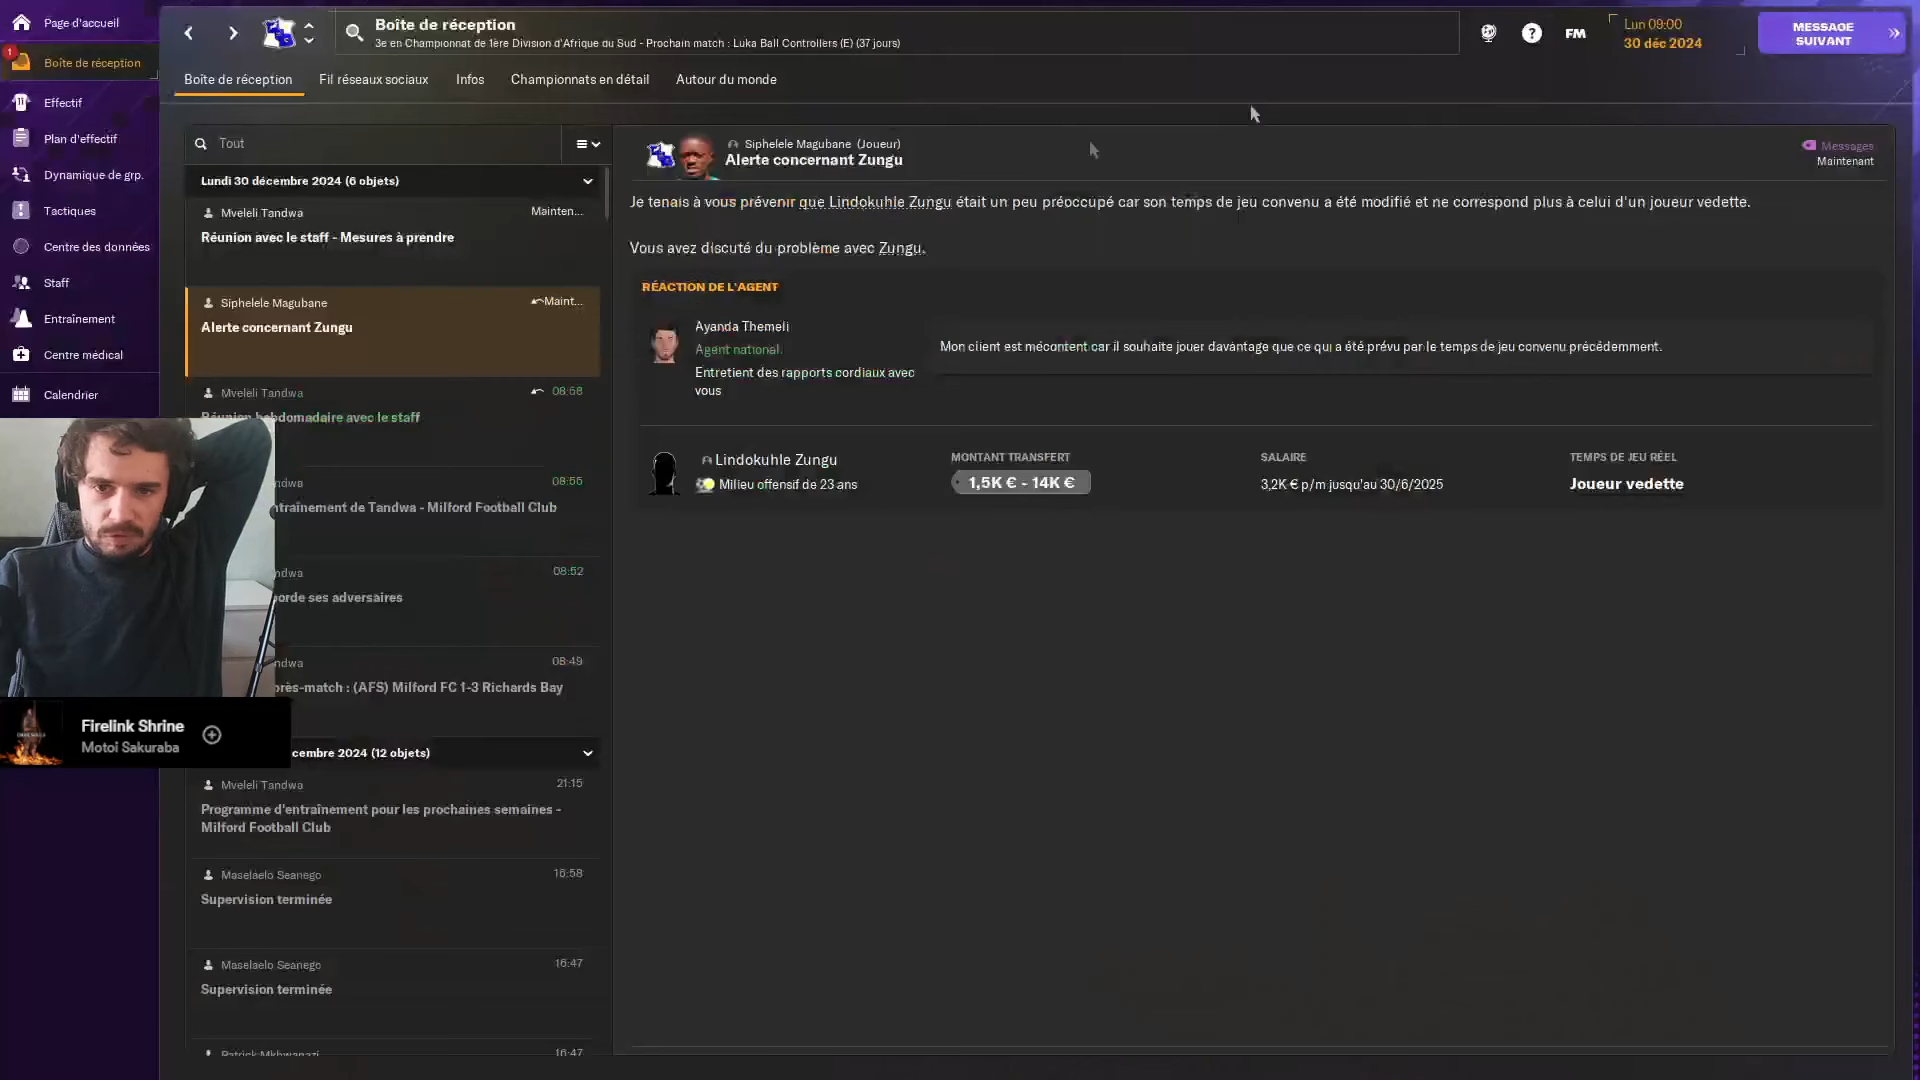 Page d'accueil
1
Boîte de réception
Effectif
Plan d'effectif
Dynamique de grp.
Tactiques
Centre des données
Staff
Entraînement
Centre médical
Calendrier
Boîte de réception
3e en Championnat de 1ère Division d'Afrique du Sud - Prochain match : Luka Ball Controllers (E) (37 jours)
FM
Lun 09:00
30 déc 2024
MESSAGE
SUIVANT
Boîte de réception
Fil réseaux sociaux
Infos
Championnats en détail
Autour du monde
Tout
Lundi 30 décembre 2024 (6 objets)
Mveleli Tandwa
Mainten...
Réunion avec le staff - Mesures à prendre
Siphelele Magubane
Maint...
Alerte concernant Zungu
Mveleli Tandwa
08:58
Réunion hebdomadaire avec le staff
ndwa
08:55
ntraînement de Tandwa - Milford Football Club
ndwa
08:52
orde ses adversaires
ndwa
08:49
près-match : (AFS) Milford FC 1-3 Richards Bay
cembre 2024 (12 objets)
Mveleli Tandwa
21:15
Programme d'entraînement pour les prochaines semaines -
Milford Football Club
Maselaelo Seanego
16:58
Supervision terminée
Maselaelo Seanego
16:47
Supervision terminée
Patrick Mkhwanazi
16:47
Siphelele Magubane (Joueur)
Alerte concernant Zungu
Messages
Maintenant
Je tenais à vous prévenir que Lindokuhle Zungu était un peu préoccupé car son temps de jeu convenu a été modifié et ne correspond plus à celui d'un joueur vedette.
Vous avez discuté du problème avec Zungu.
RÉACTION DE L'AGENT
Ayanda Themeli
Agent national.
Entretient des rapports cordiaux avec
vous
Mon client est mécontent car il souhaite jouer davantage que ce qui a été prévu par le temps de jeu convenu précédemment.
Lindokuhle Zungu
Milieu offensif de 23 ans
MONTANT TRANSFERT
1,5K € - 14K €
SALAIRE
3,2K € p/m jusqu'au 30/6/2025
TEMPS DE JEU RÉEL
Joueur vedette
Firelink Shrine
Motoi Sakuraba